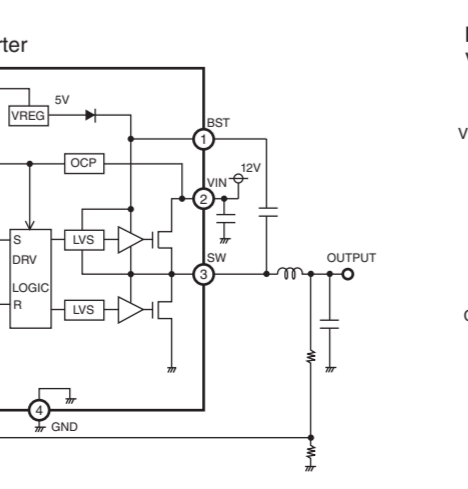 rter
5V
VREG
BST
1
OCP
12V
VIN
2
S
LVS
DRV
SW
3
OUTPUT
LOGIC
R
LVS
4
GND